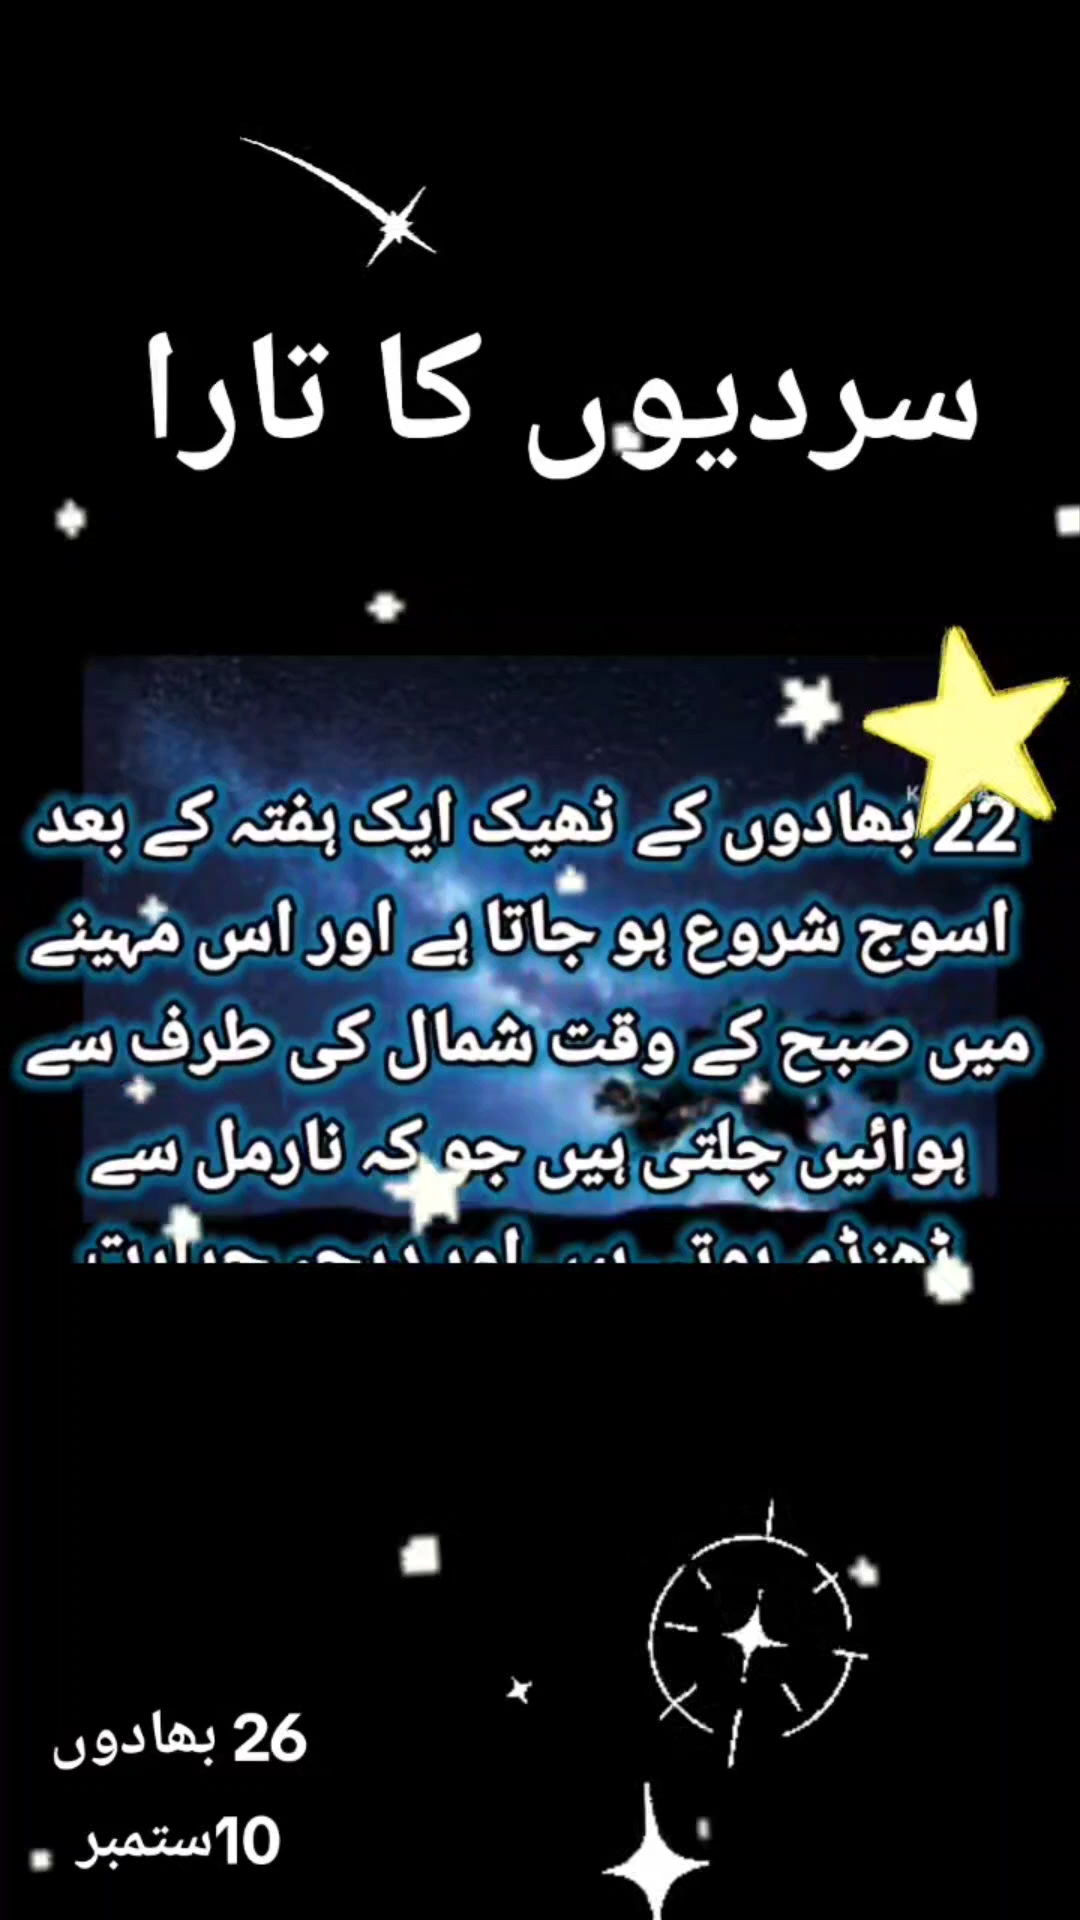 سردیوں کا تارا
22 بھادوں کے ٹھیک ایک ہفتہ کے بعد
اسوج شروع ہو جاتا ہے اور اس مہینے
میں صبح کے وقت شمال کی طرف سے
ہوائیں چلتی ہیں جو کہ نارمل سے
26 بھادوں
10ستمبر